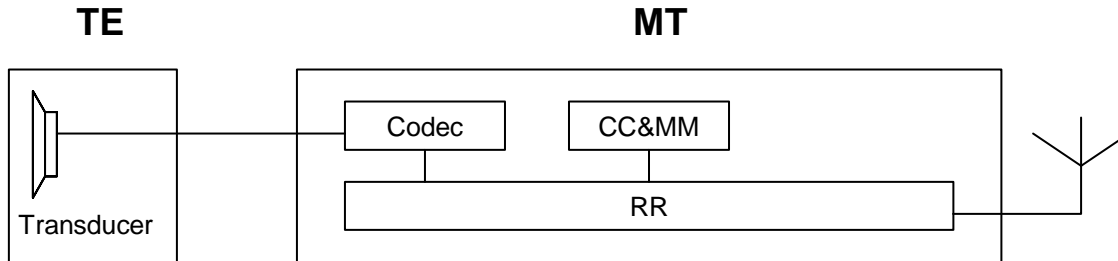 TE
MT
Codec
CC&MM
RR
Transducer